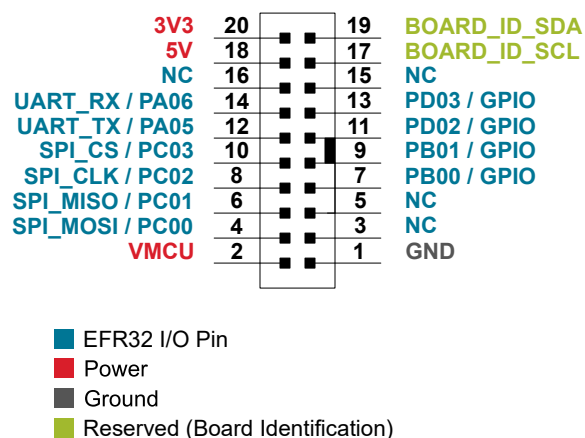 3V3 20 19 BOARD_ID_SDA
5V 18 17 BOARD_ID_SCL
NC 16 15 NC
UART_RX / PA06 14 13 PD03 / GPIO
UART_TX / PA05 12 11 PD02 / GPIO
SPI_CS / PC03 10 9 PB01 / GPIO
SPI_CLK / PC02 8 7 PB00 / GPIO
SPI_MISO / PC01 6 5 NC
SPI_MOSI / PC00 4 3 NC
VMCU 2 1 GND
EFR32 I/O Pin
Power
Ground
Reserved (Board Identification)